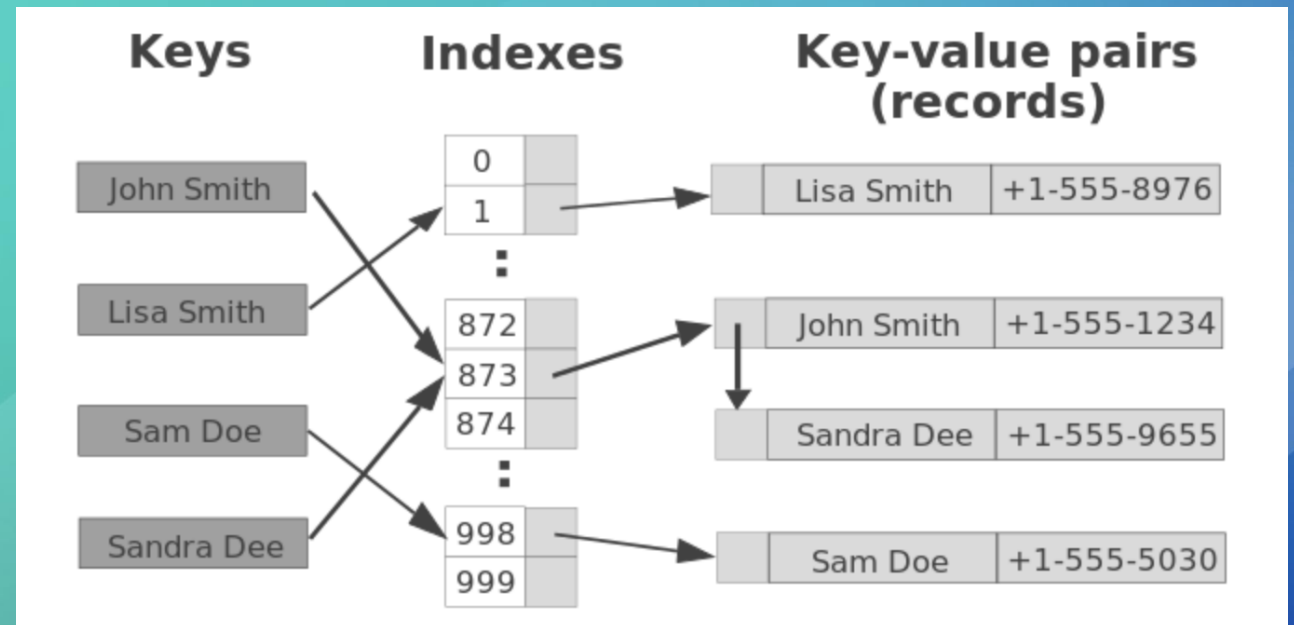 Keys
Indexes
Key-value pairs
(records)
John Smith
Lisa Smith
Sam Doe
Sandra Dee
0
1
:
872
873
874
:
998
999
Lisa Smith +1-555-8976
John Smith +1-555-1234
Sandra Dee +1-555-9655
Sam Doe +1-555-5030